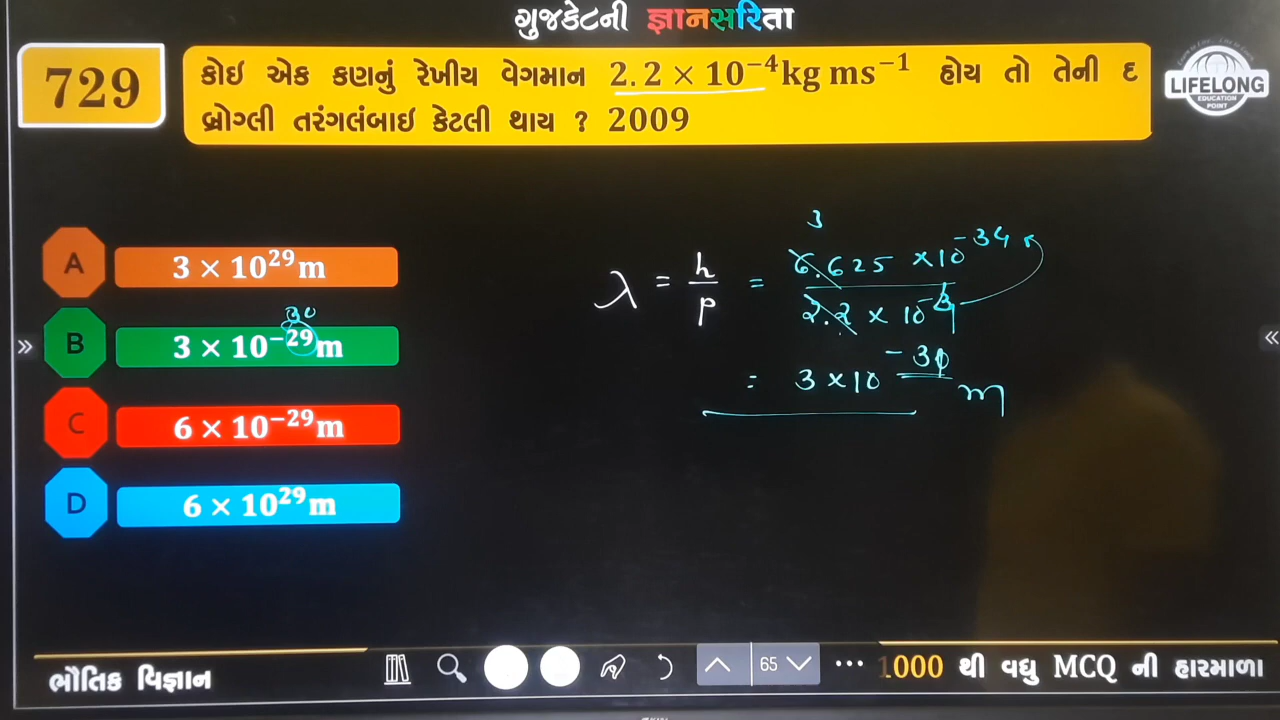 ગુજકેટની જ્ઞાનસરિતા
729
કોઇ એક કણનું રેખીય વેગમાન 2.2 × 10⁻⁴ kg ms⁻¹ હોય તો તેની દ
બ્રોગ્લી તરંગલંબાઇ કેટલી થાય ? 2009
LIFELONG
EDUCATION
POINT
A 3 × 10²⁹ m
30
B 3 × 10⁻²⁹ m
C 6 × 10⁻²⁹ m
D 6 × 10²⁹ m
3
λ = h/p = 6.625 × 10⁻³⁴
2.2 × 10
= 3 × 10 m
ભૌતિક વિજ્ઞાન
65
1000 થી વધુ MCQ ની હારમાળા